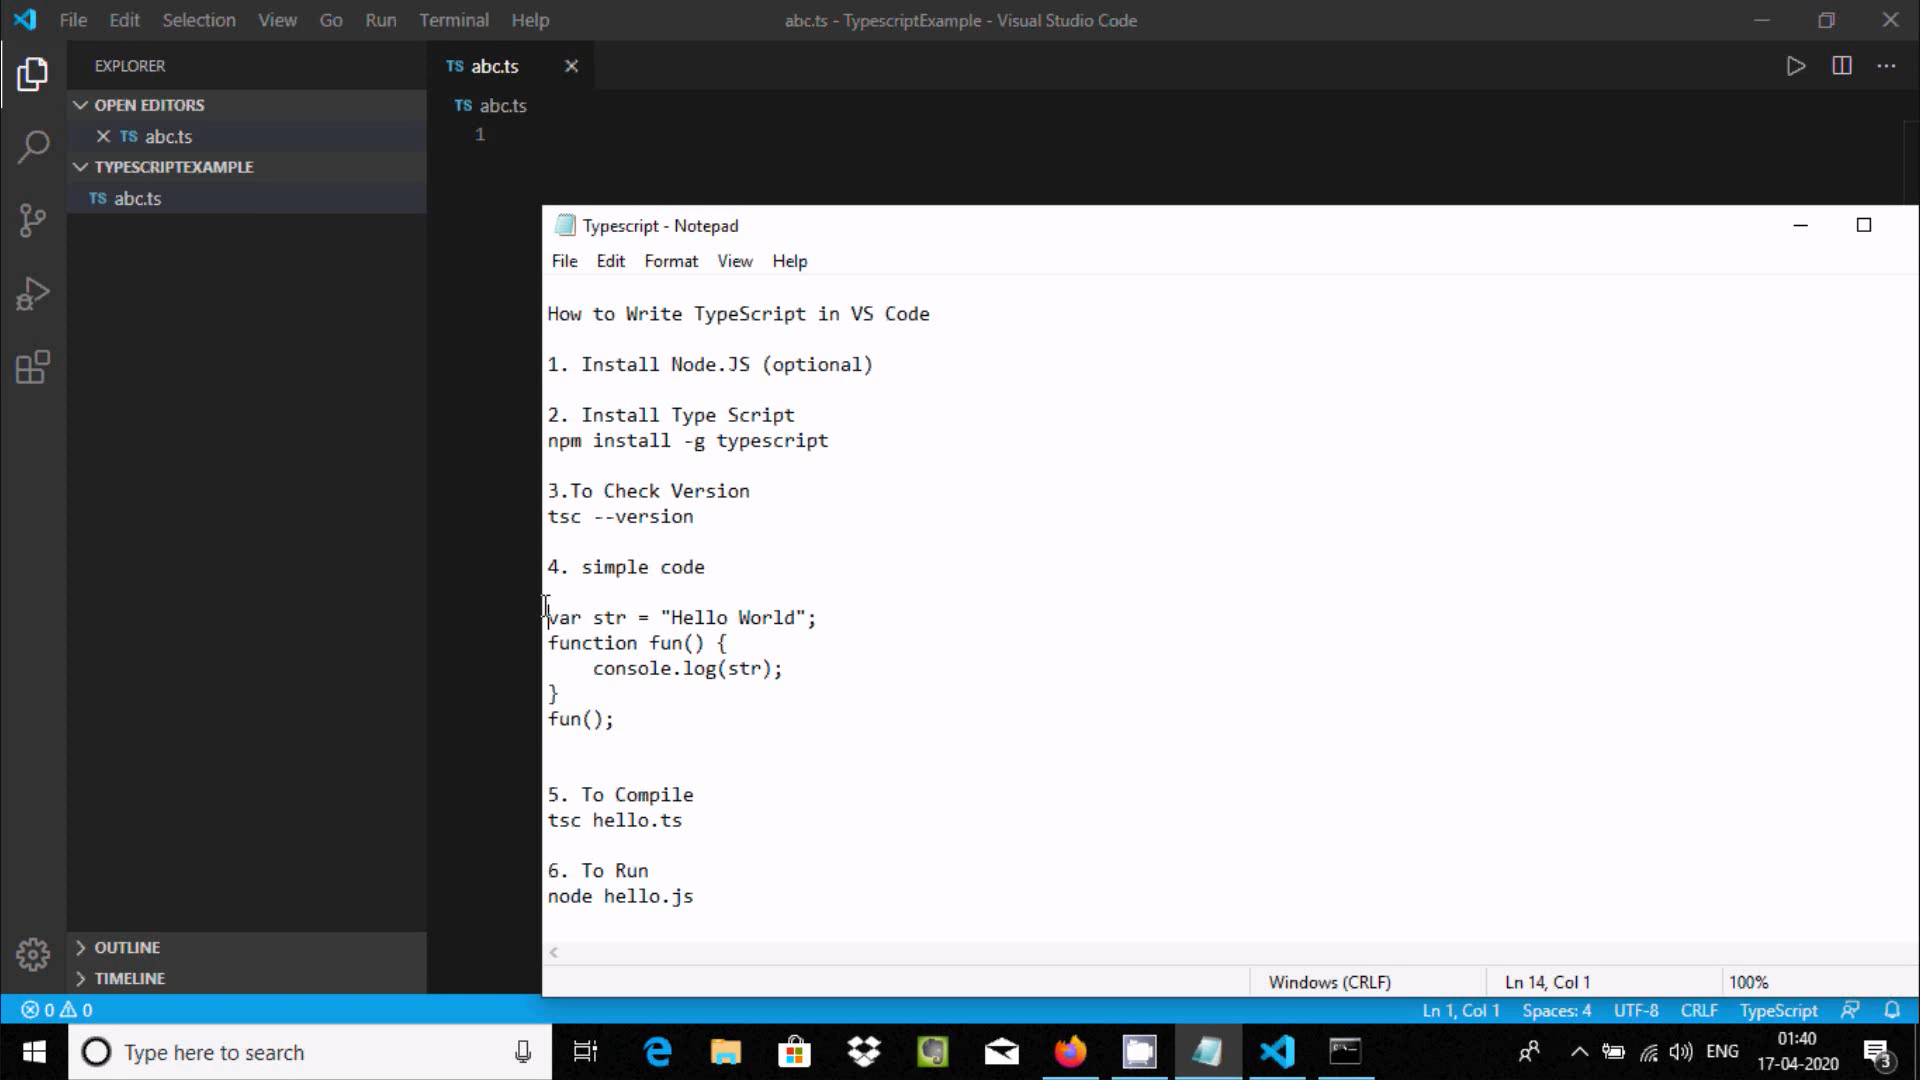 File Edit Selection View Go Run Terminal Help
abc.ts - TypescriptExample - Visual Studio Code
EXPLORER
OPEN EDITORS
TS abc.ts
TYPESCRIPTEXAMPLE
TS abc.ts
OUTLINE
TIMELINE
TS abc.ts
TS abc.ts
1
Typescript - Notepad
File Edit Format View Help
How to Write TypeScript in VS Code
1. Install Node.JS (optional)
2. Install Type Script
npm install -g typescript
3.To Check Version
tsc --version
4. simple code
var str = "Hello World";
function fun() {
console.log(str);
}
fun();
5. To Compile
tsc hello.ts
6. To Run
node hello.js
Windows (CRLF) Ln 14, Col 1 100%
0 0 Ln 1, Col 1 Spaces: 4 UTF-8 CRLF TypeScript
Type here to search
ENG
01:40
17-04-2020
3